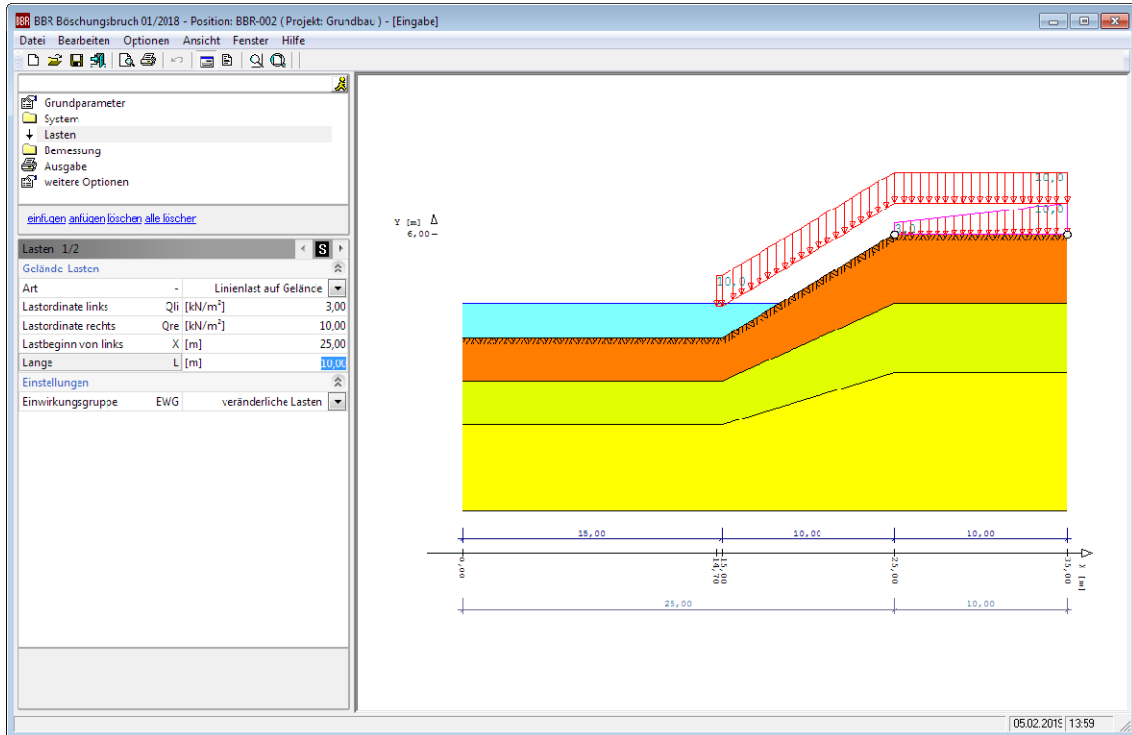 BBR BBR Böschungsbruch 01/2018 - Position: BBR-002 ( Projekt: Grundbau ) - [Eingabe]
Datei Bearbeiten Optionen Ansicht Fenster Hilfe
Grundparameter
System
Lasten
Bemessung
Ausgabe
weitere Optionen
einfügen anfügen löschen alle löschen
Lasten 1/2 S
Gelände Lasten
Art - Linienlast auf Gelände
Lastordinate links Qli [kN/m²] 3,00
Lastordinate rechts Qre [kN/m²] 10,00
Lastbeginn von links X [m] 25,00
Länge L [m] 10,00
Einstellungen
Einwirkungsgruppe EWG veränderliche Lasten
10,0
10,0
Y [m]
6,00
3,0
10,0
15,00 10,00 10,00
0,00 14,70 15,00 25,00 35,00 X [m]
25,00 10,00
05.02.2019 13:59